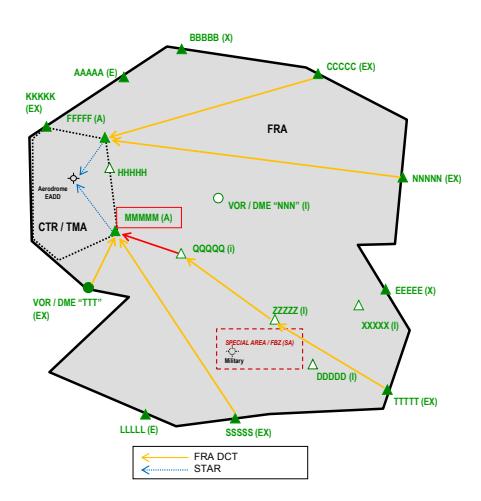 BBBBB (X)
AAAAA (E)
CCCCC (EX)
KKKKK
(EX)
FFFFF (A)
FRA
HHHHH
NNNNN (EX)
Aerodrome
EADD
VOR / DME “NNN” (I)
MMMMM (A)
CTR / TMA
QQQQQ (i)
VOR / DME “TTT”
(EX)
EEEEE (X)
ZZZZZ (I)
XXXXX (I)
SPECIAL AREA / FBZ (SA)
Military
DDDDD (I)
TTTTT (EX)
LLLLL (E)
SSSSS (EX)
FRA DCT
STAR